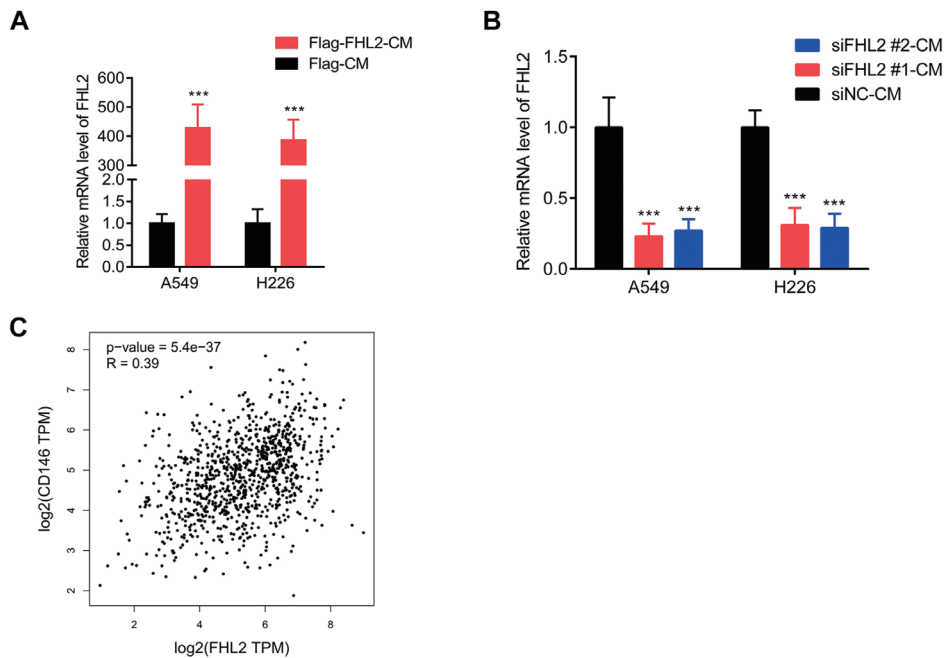 A
Flag-FHL2-CM
Flag-CM
Relative mRNA level of FHL2
600
500
400
300
2.0
1.5
1.0
0.5
0.0
***
***
A549
H226
B
siFHL2 #2-CM
siFHL2 #1-CM
siNC-CM
Relative mRNA level of FHL2
1.5
1.0
0.5
0.0
***
***
***
***
A549
H226
C
p-value = 5.4e-37
R = 0.39
log2(CD146 TPM)
8
7
6
5
4
3
2
2
4
6
8
log2(FHL2 TPM)